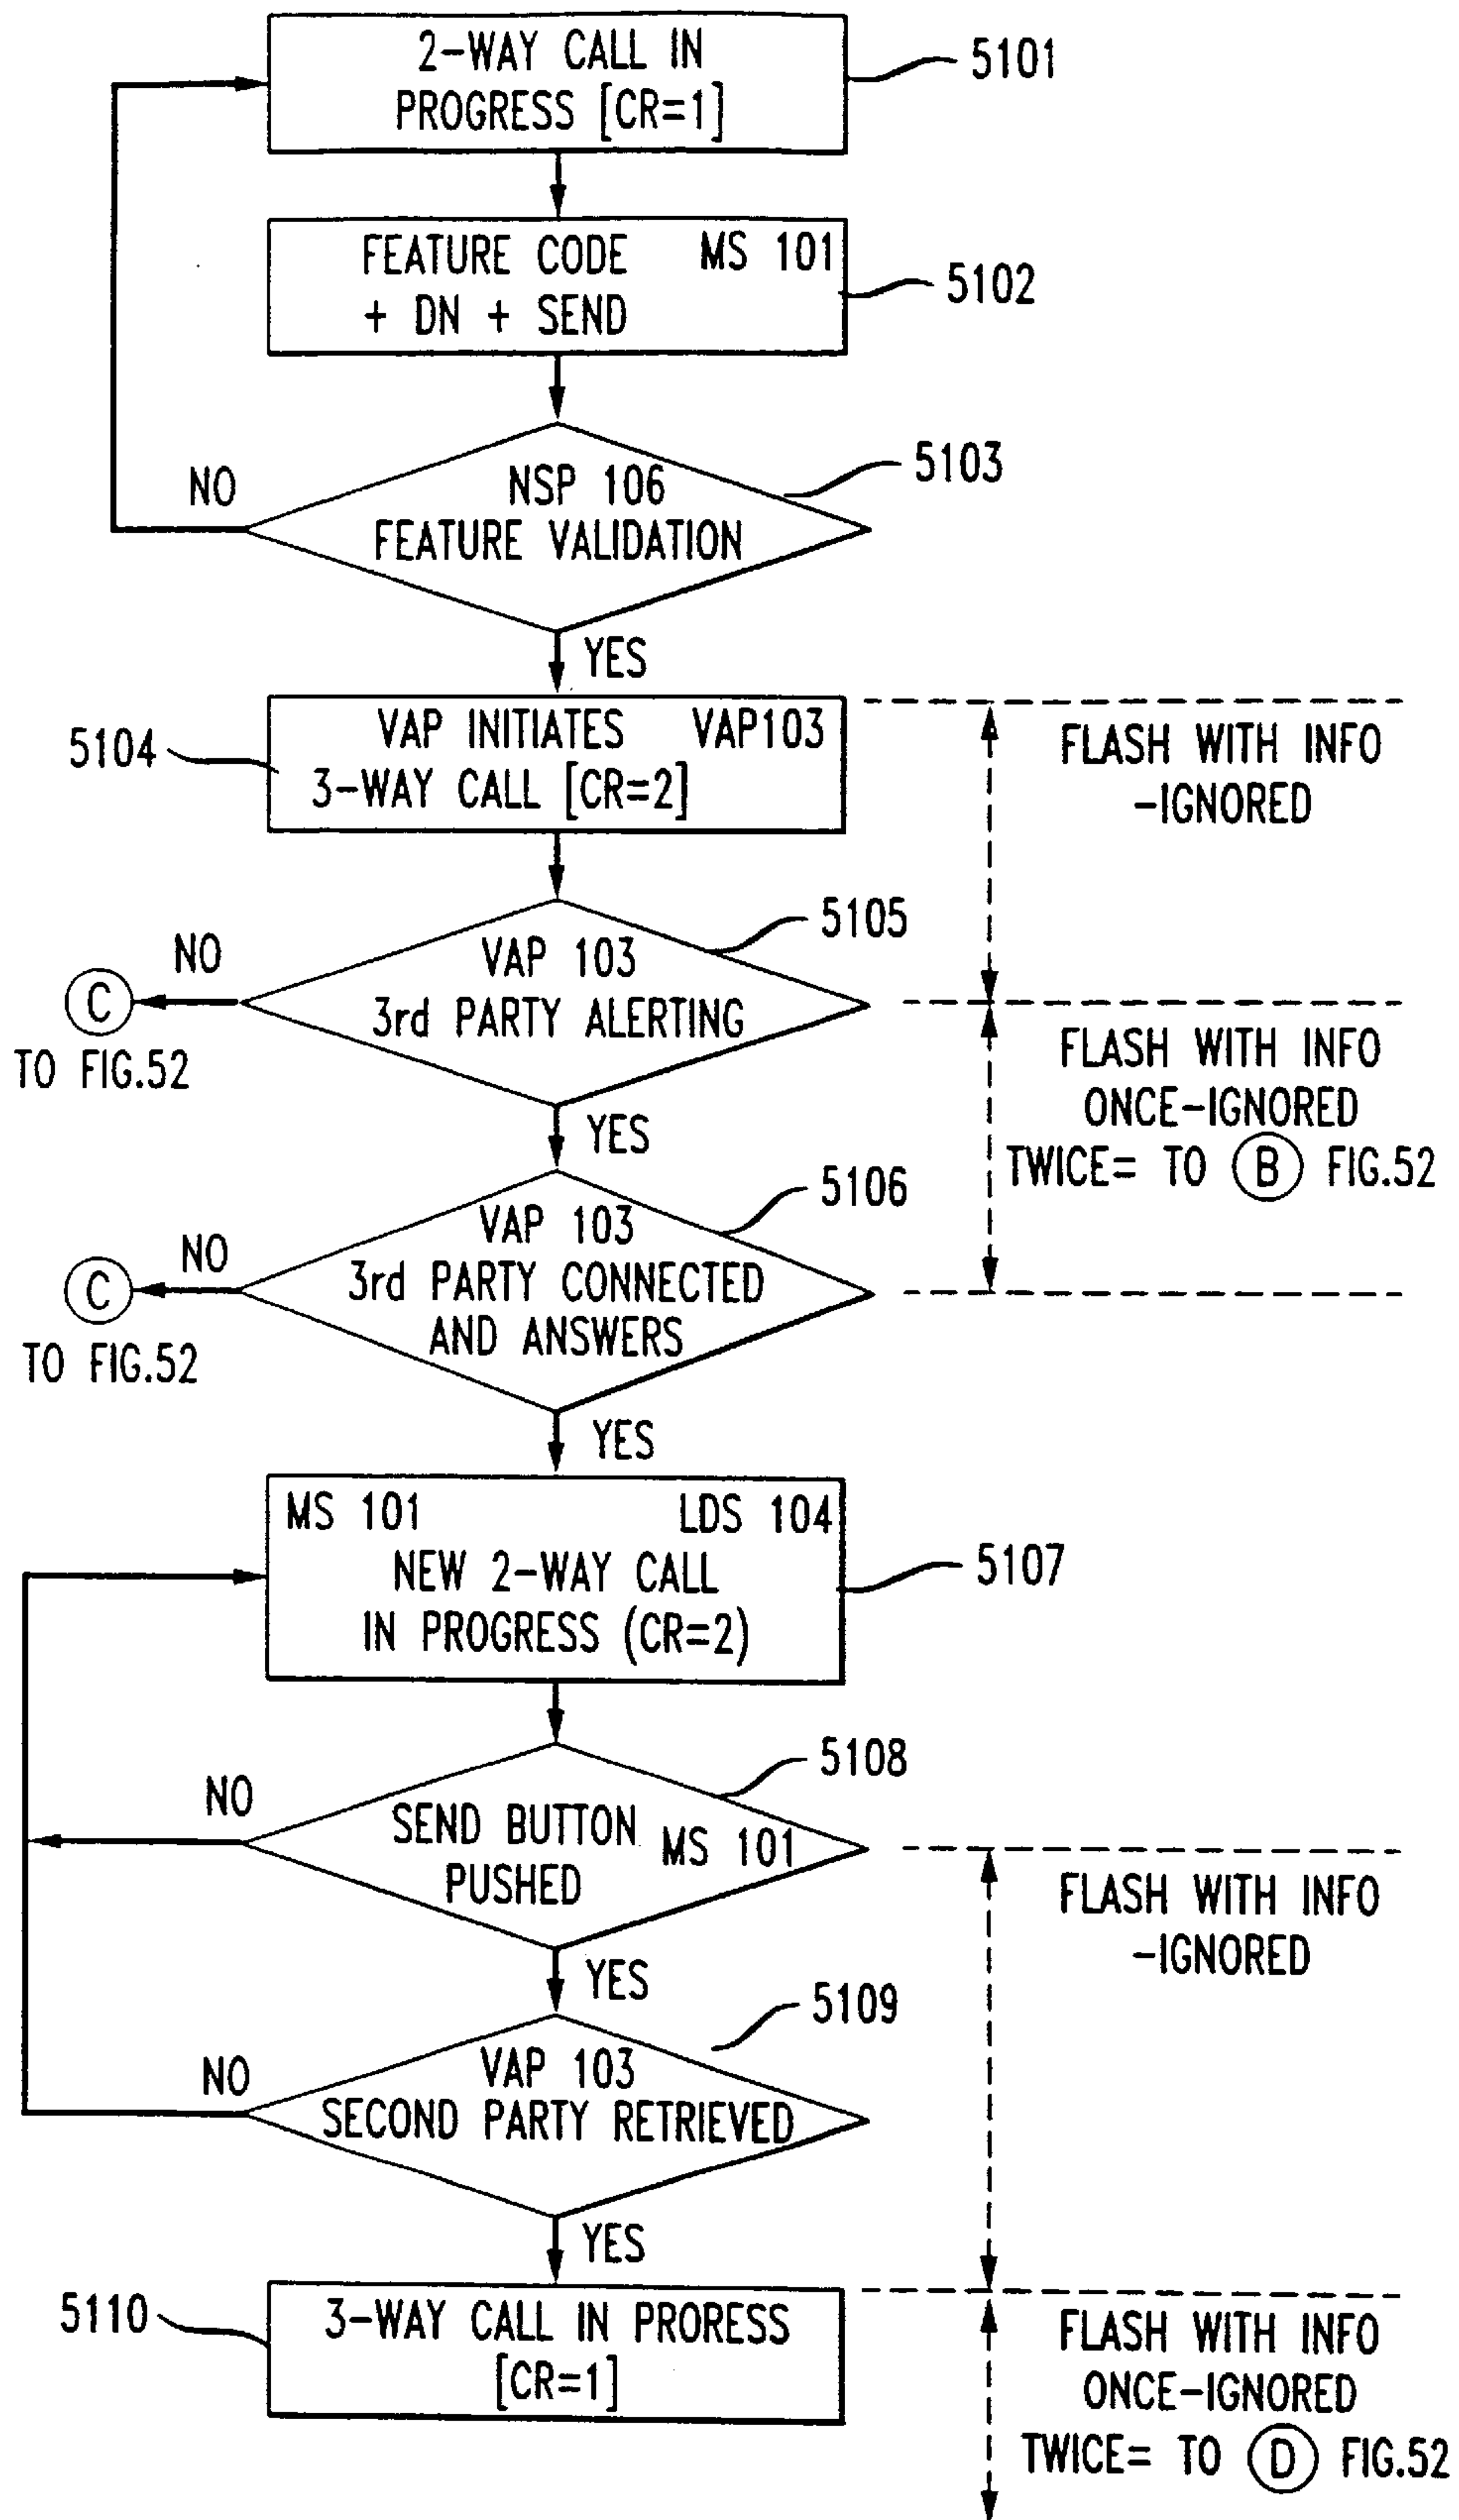 2-WAY CALL IN
PROGRESS [CR=1]
5101
FEATURE CODE MS 101
+ DN + SEND
5102
NO
NSP 106
FEATURE VALIDATION
5103
YES
5104
VAP INITIATES VAP103
3-WAY CALL [CR=2]
FLASH WITH INFO
-IGNORED
5105
NO
VAP 103
3rd PARTY ALERTING
C
TO FIG.52
YES
FLASH WITH INFO
ONCE-IGNORED
TWICE= TO B FIG.52
5106
NO
VAP 103
3rd PARTY CONNECTED
AND ANSWERS
C
TO FIG.52
YES
MS 101 LDS 104
NEW 2-WAY CALL
IN PROGRESS (CR=2)
5107
5108
NO
SEND BUTTON MS 101
PUSHED
YES
FLASH WITH INFO
-IGNORED
5109
NO
VAP 103
SECOND PARTY RETRIEVED
YES
5110
3-WAY CALL IN PRORESS
[CR=1]
FLASH WITH INFO
ONCE-IGNORED
TWICE= TO D FIG.52